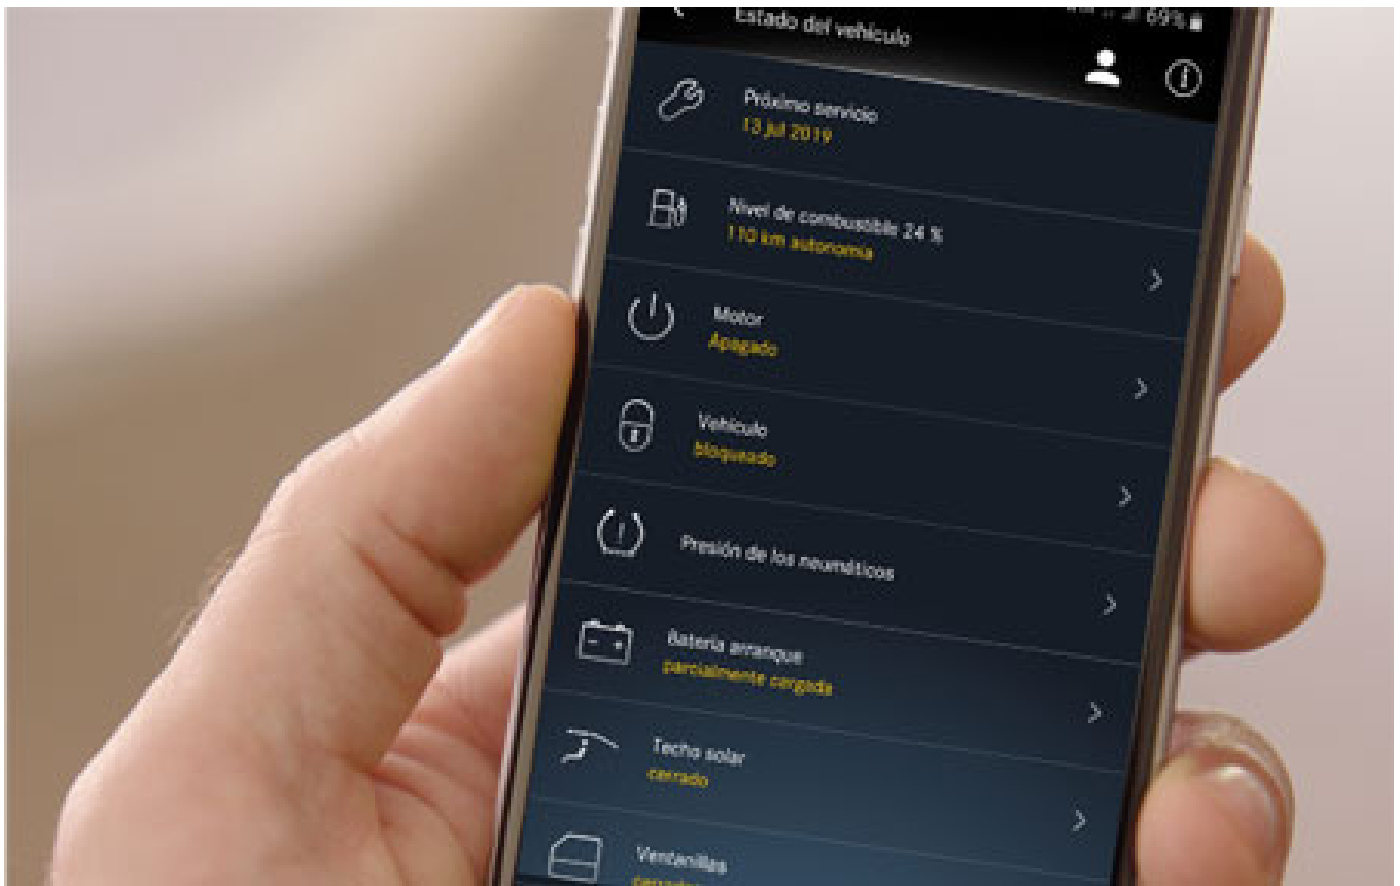 Estado del vehículo
69%
Próximo servicio
13 jul 2019
Nivel de combustible 24 %
110 km autonomía
Motor
Apagado
Vehículo
bloqueado
Presión de los neumáticos
Batería arranque
parcialmente cargada
Techo solar
cerrado
Ventanillas